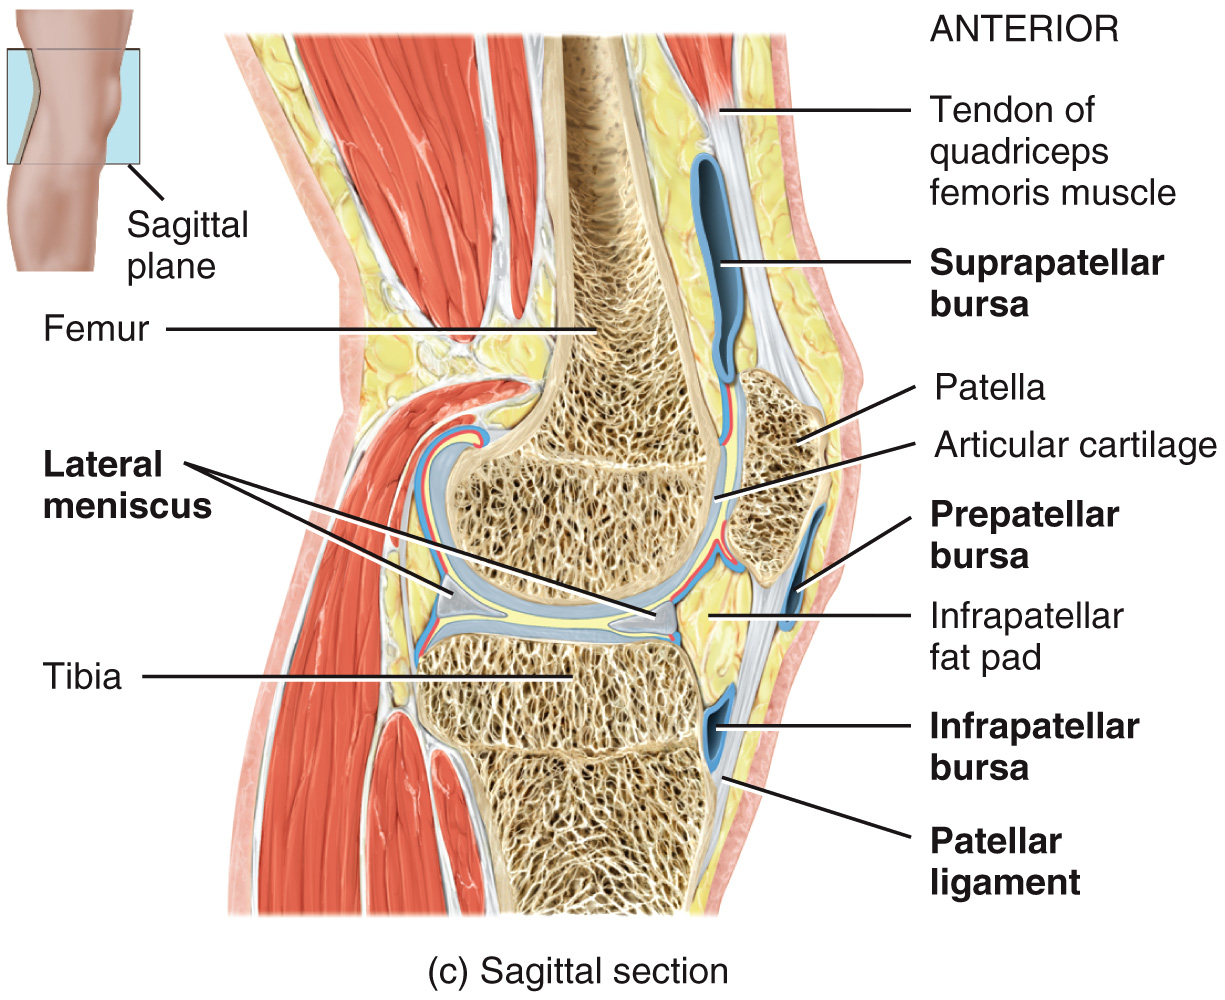 ANTERIOR
Tendon of
quadriceps
femoris muscle
Sagittal
plane
Suprapatellar
bursa
Femur
Patella
Articular cartilage
Lateral
meniscus
Prepatellar
bursa
Infrapatellar
fat pad
Tibia
Infrapatellar
bursa
Patellar
ligament
(c) Sagittal section